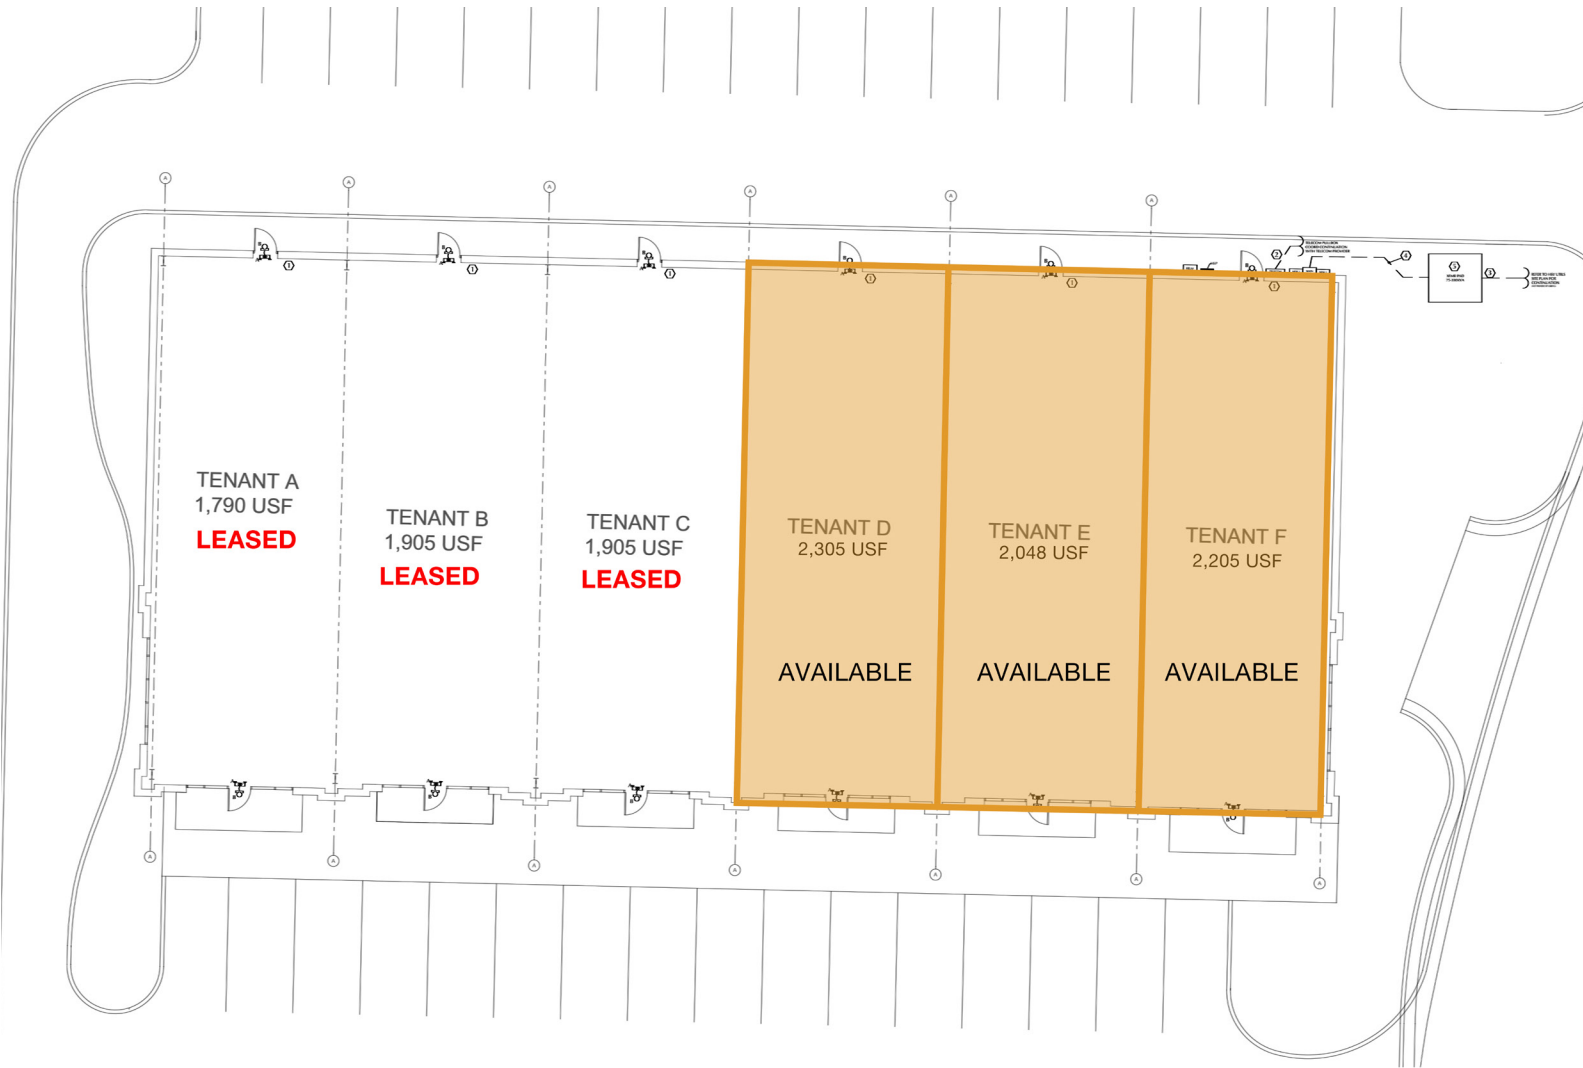 TENANT A
1,790 USF
LEASED
TENANT B
1,905 USF
LEASED
TENANT C
1,905 USF
LEASED
TENANT D
2,305 USF
AVAILABLE
TENANT E
2,048 USF
AVAILABLE
TENANT F
2,205 USF
AVAILABLE